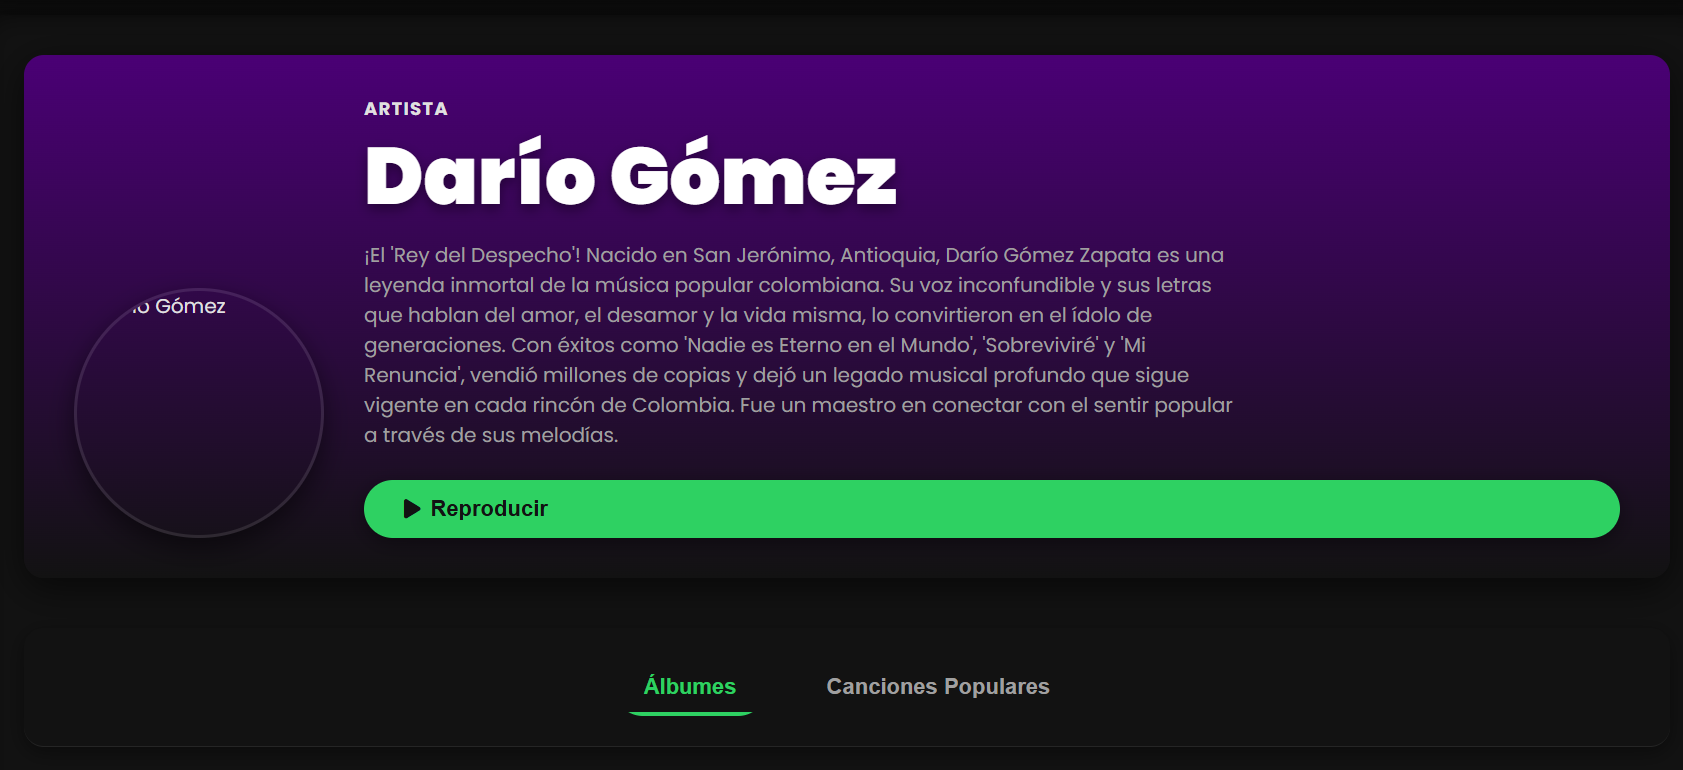 ARTISTA
Darío Gómez
¡El 'Rey del Despecho'! Nacido en San Jerónimo, Antioquia, Darío Gómez Zapata es una
leyenda inmortal de la música popular colombiana. Su voz inconfundible y sus letras
que hablan del amor, el desamor y la vida misma, lo convirtieron en el ídolo de
generaciones. Con éxitos como 'Nadie es Eterno en el Mundo', 'Sobreviviré' y 'Mi
Renuncia', vendió millones de copias y dejó un legado musical profundo que sigue
vigente en cada rincón de Colombia. Fue un maestro en conectar con el sentir popular
a través de sus melodías.
Gómez
Reproducir
Álbumes
Canciones Populares